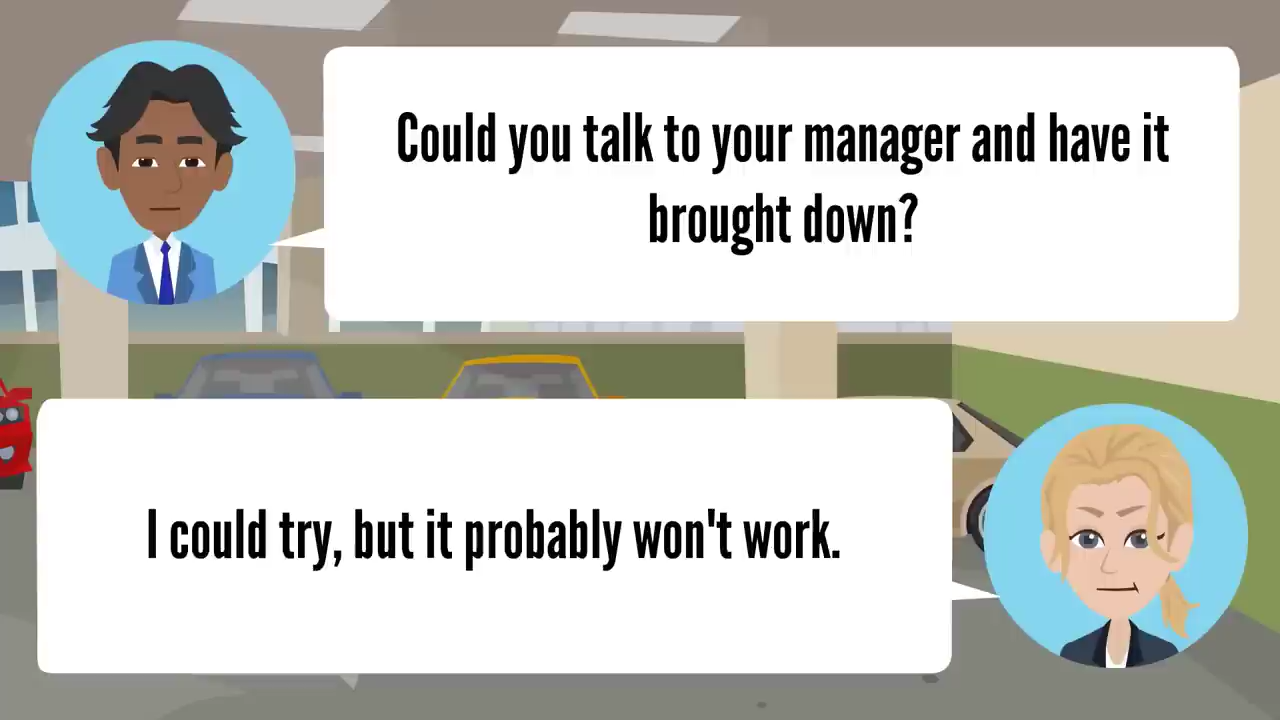 Could you talk to your manager and have it
brought down?
I could try, but it probably won't work.